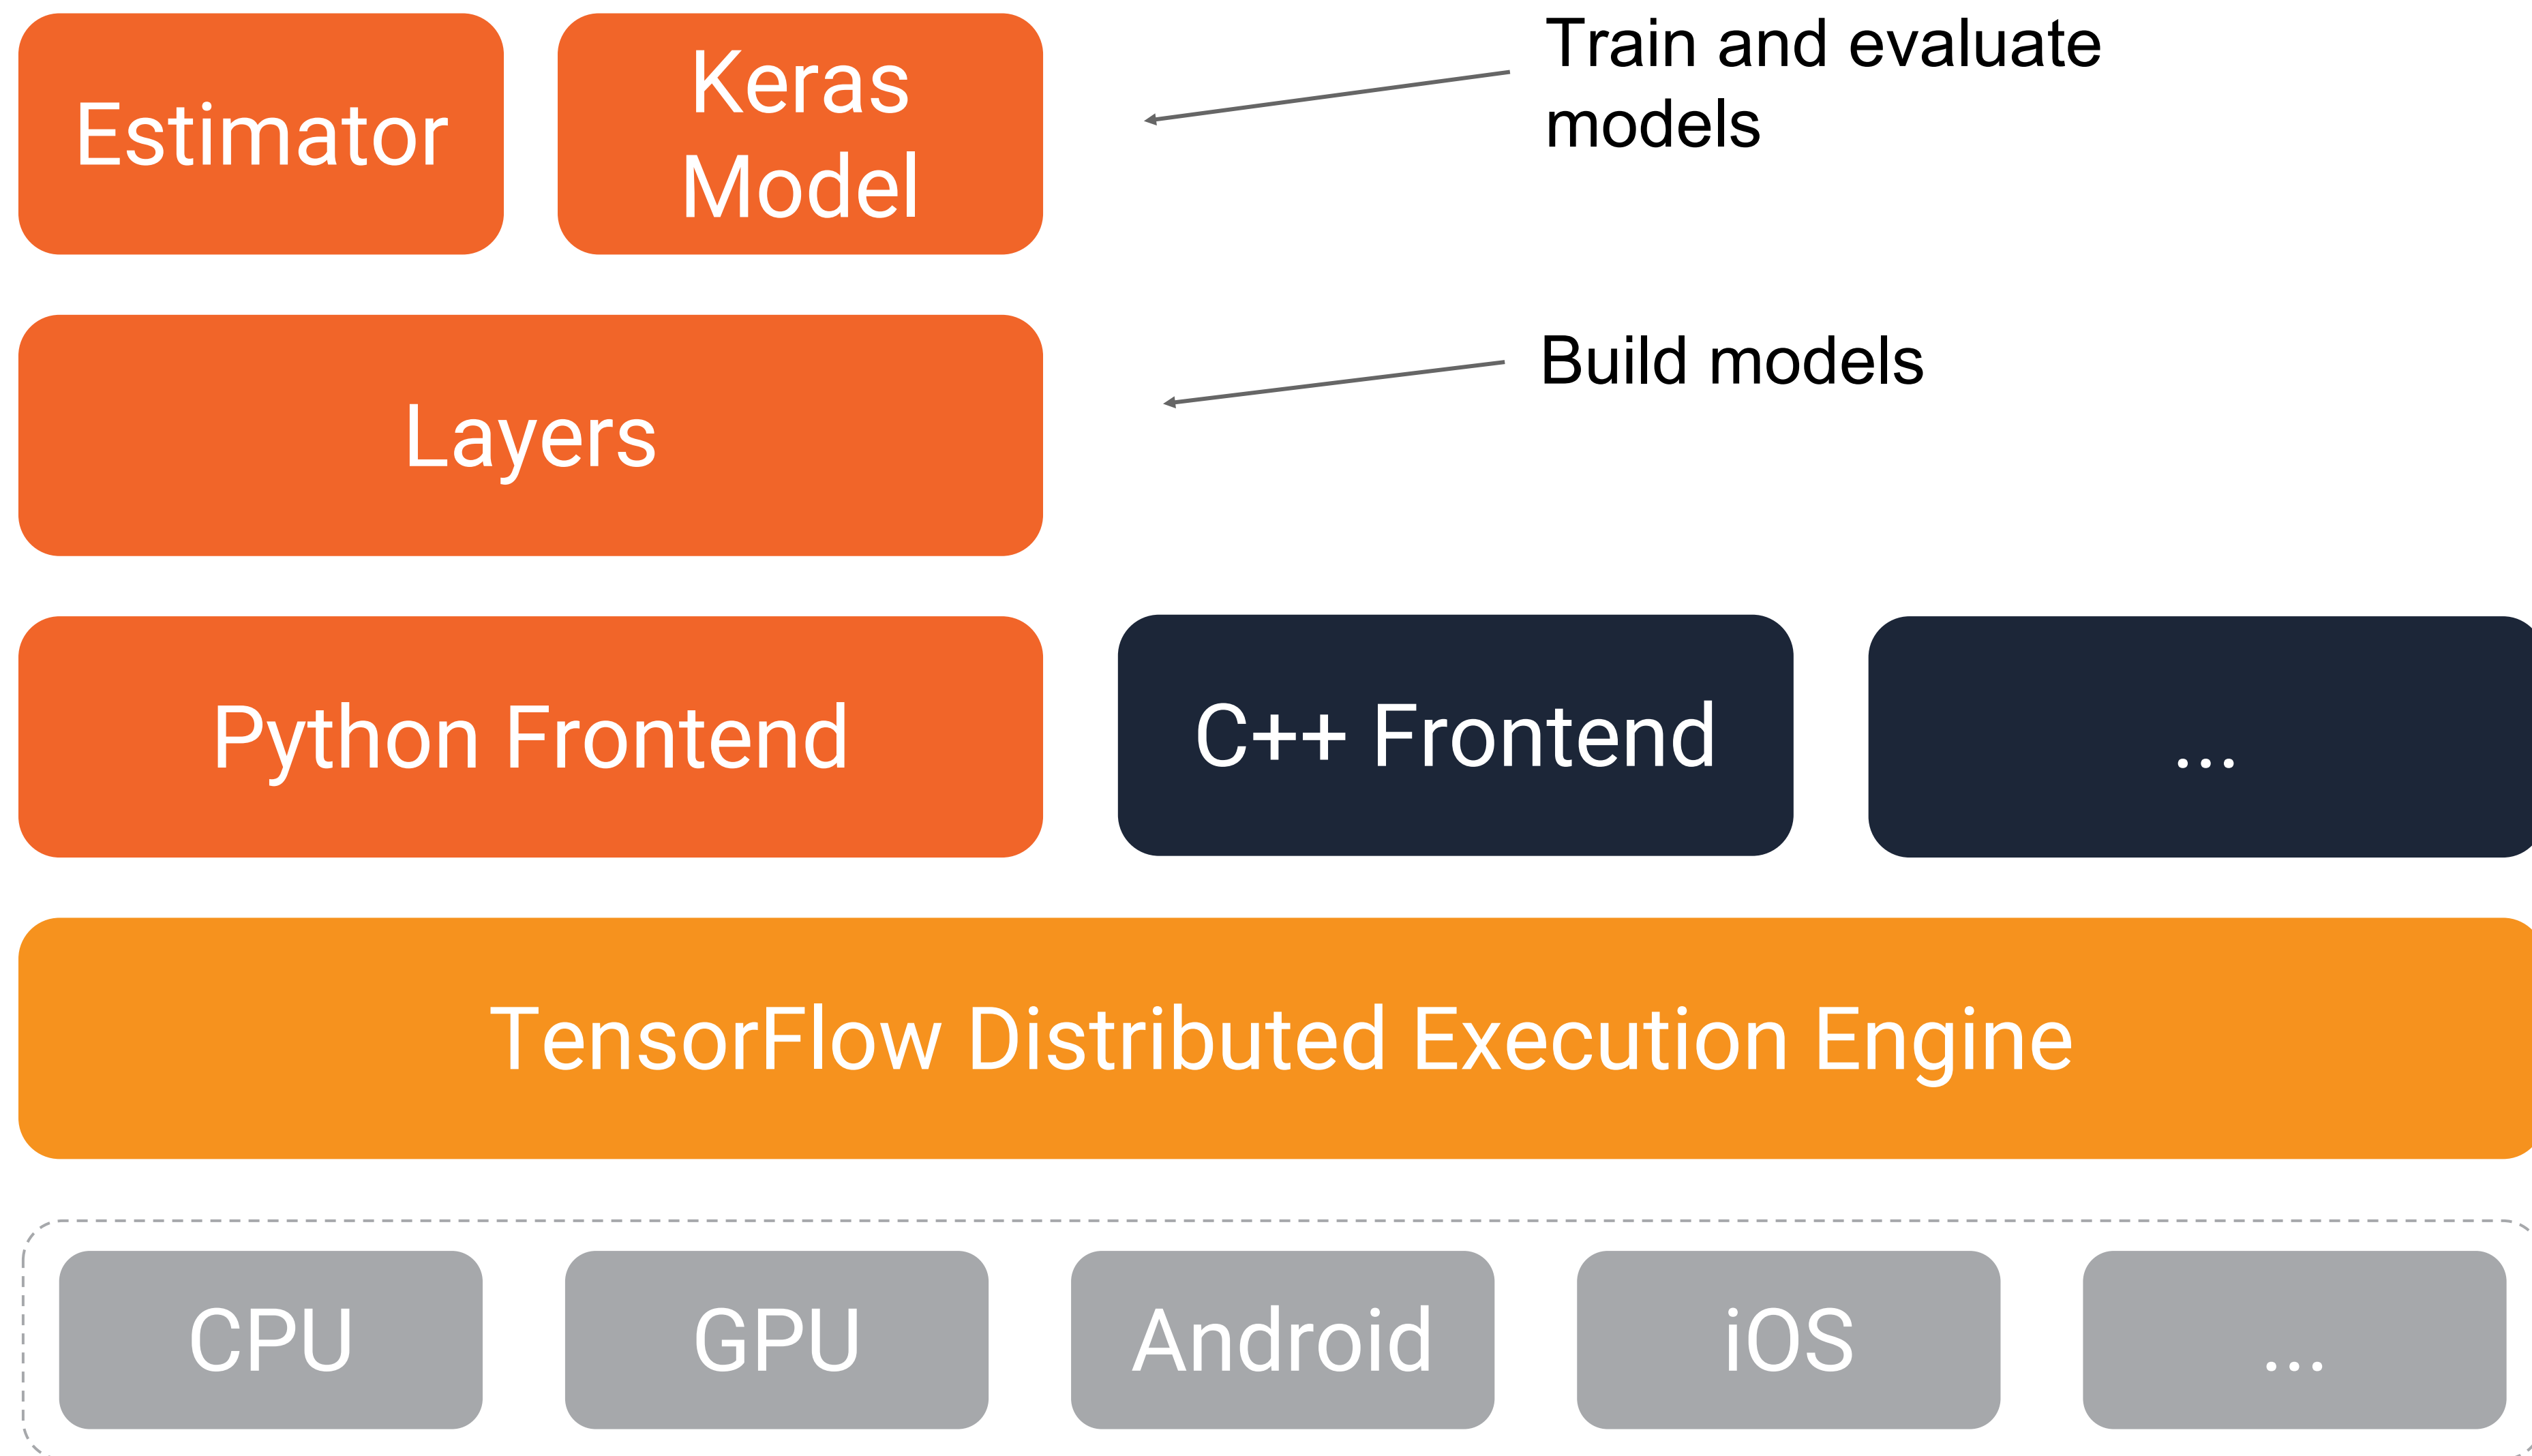 Estimator
Keras
Model
Train and evaluate
models
Layers
Build models
Python Frontend
C++ Frontend
...
TensorFlow Distributed Execution Engine
CPU
GPU
Android
iOS
...